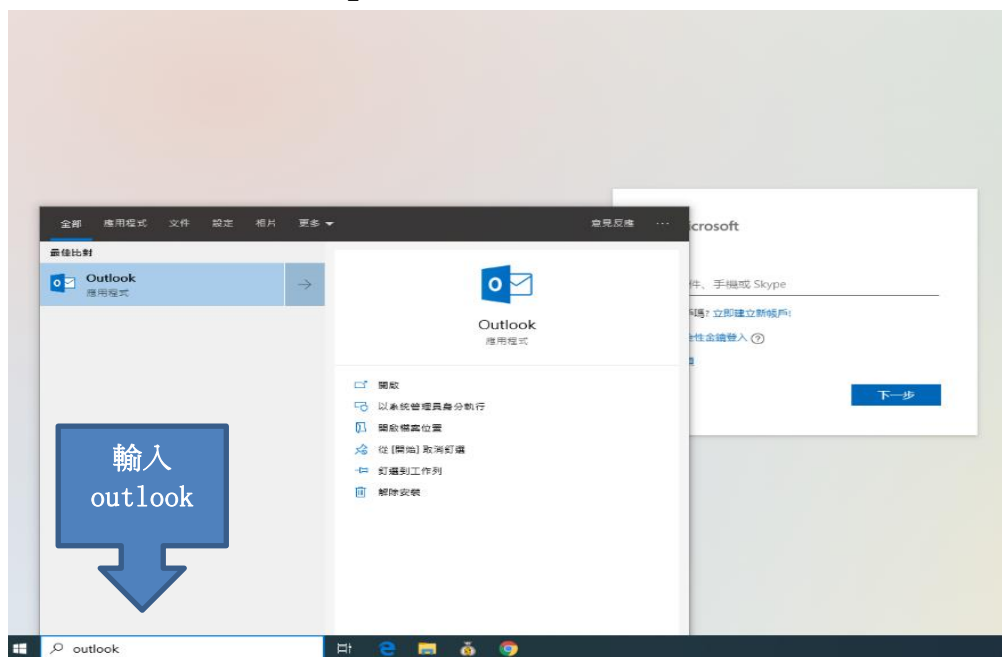 全部 應用程式 文件 設定 相片 更多 意見反應 ...
最佳比對
Outlook
應用程式
Outlook
應用程式
開啟
以系統管理員身分執行
開啟檔案位置
從 [開始] 取消釘選
釘選到工作列
解除安裝
icrosoft
件、手機或 Skype
立即建立新帳戶!
金鑰登入
下一步
輸入
outlook
outlook